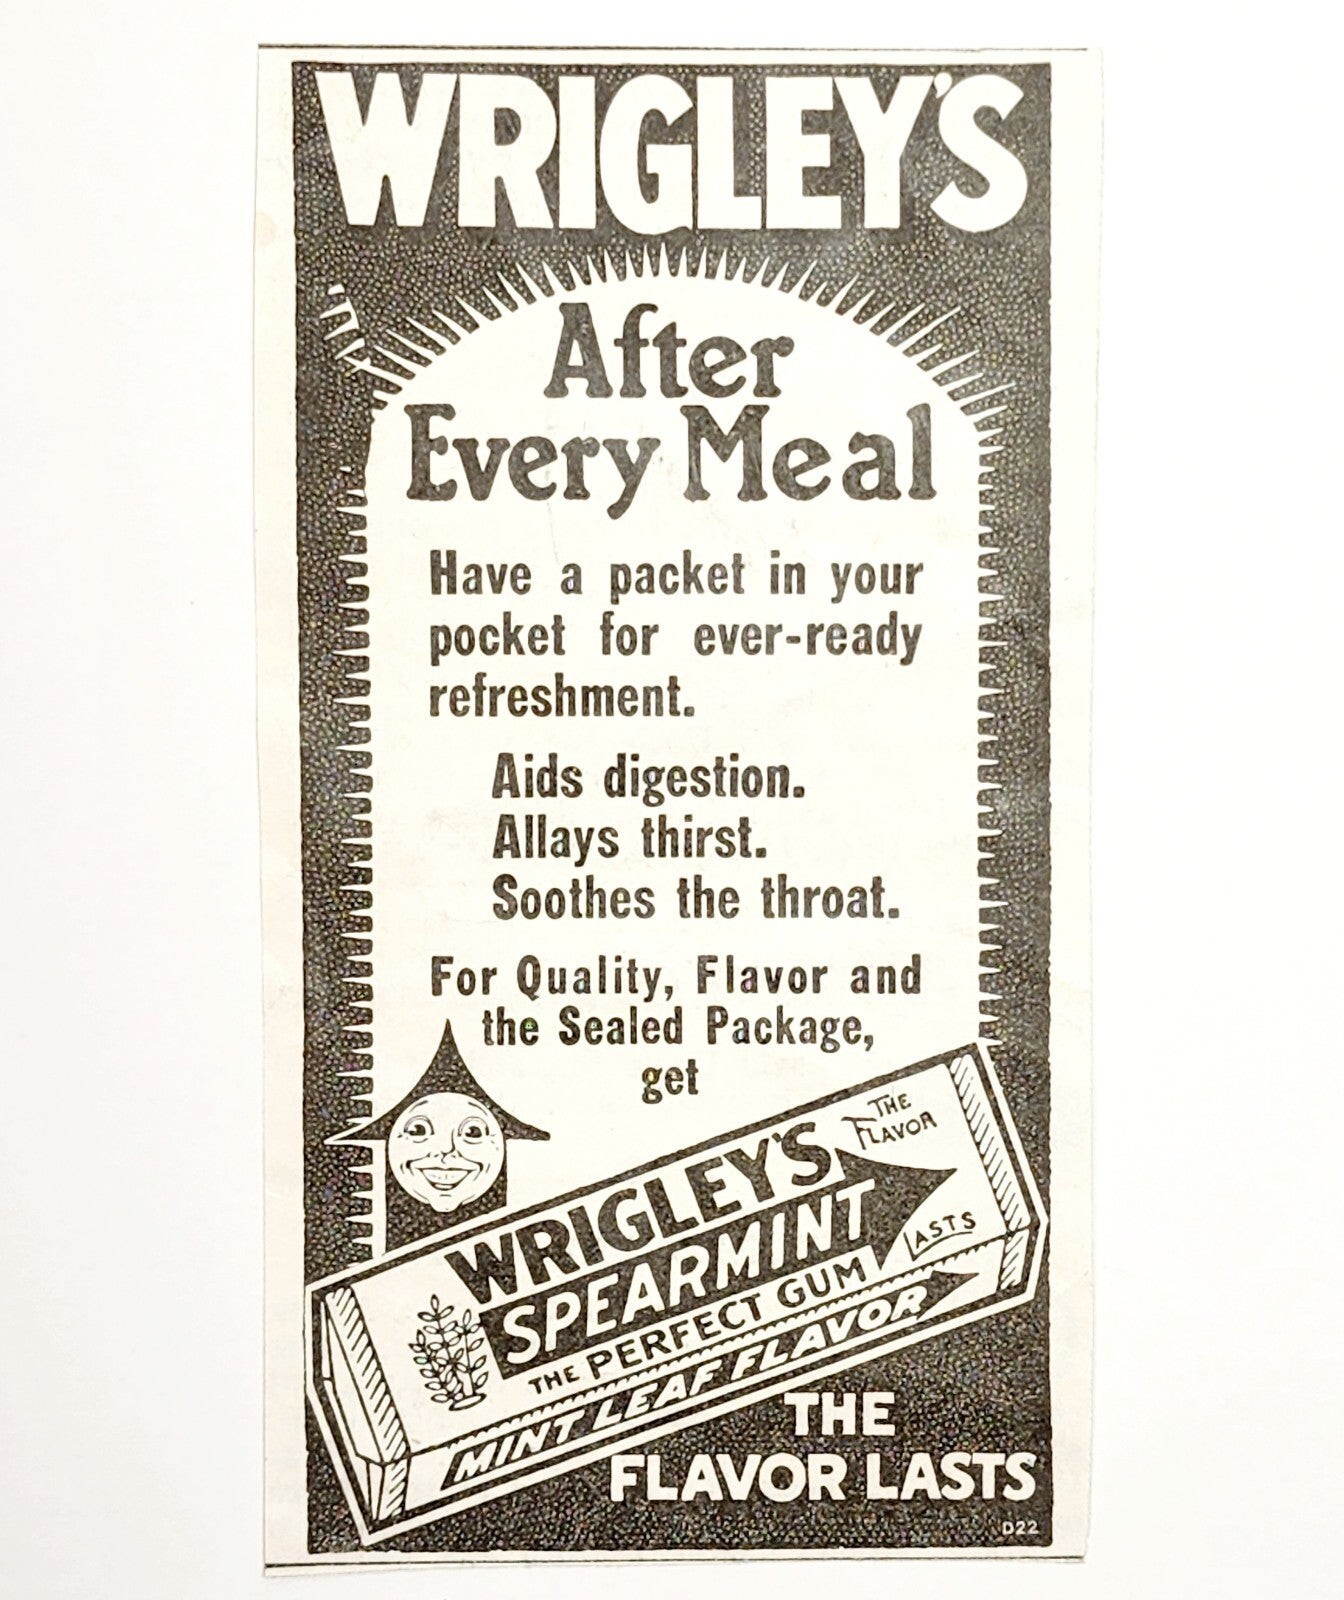 WRIGLEY'S
After
Every Meal
Have a packet in your
pocket for ever-ready
refreshment.
Aids digestion.
Allays thirst.
Soothes the throat.
For Quality, Flavor and
the Sealed Package,
get
WRIGLEY'S
SPEARMINT
THE PERFECT GUM
MINT LEAF FLAVOR
THE
FLAVOR
LASTS
THE
FLAVOR LASTS
D22